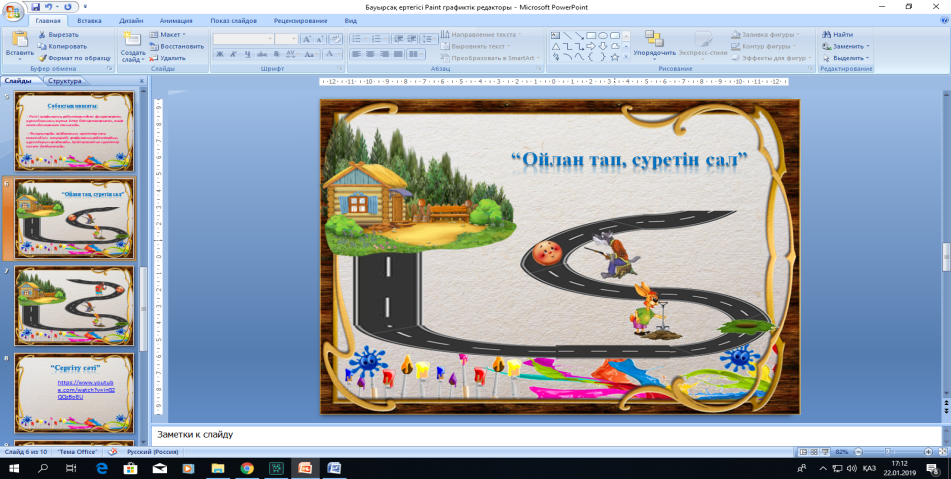 Бауырсақ ертегісі Paint графиктік редакторы - Microsoft PowerPoint
Главная Вставка Дизайн Анимация Показ слайдов Рецензирование Вид
Вырезать
Копировать
Формат по образцу
Вставить
Буфер обмена
Создать слайд
Макет
Восстановить
Удалить
Слайды
Шрифт
Направление текста
Выровнять текст
Преобразовать в SmartArt
Абзац
Упорядочить
Экспресс-стили
Заливка фигуры
Контур фигуры
Эффекты для фигур
Рисование
Найти
Заменить
Выделить
Редактирование
Слайды Структура
Сабақтың мақсаты:
6
“Ойлан тап, суретін сал”
7
8
“Сергіту сәті”
“Ойлан тап, суретін сал”
Заметки к слайду
Слайд 6 из 10 "Тема Office" Русский (Россия)
82%
ҚАЗ
17:12
22.01.2019